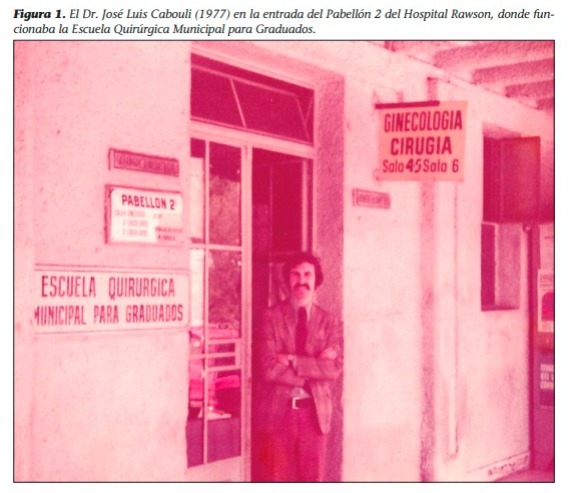 Figura 1. El Dr. José Luis Cabouli (1977) en la entrada del Pabellón 2 del Hospital Rawson, donde fun-
cionaba la Escuela Quirúrgica Municipal para Graduados.
GINECOLOGIA
CIRUGIA
Sala 45 Sala 6
PABELLON 2
ESCUELA QUIRURGICA
MUNICIPAL PARA GRADUADOS